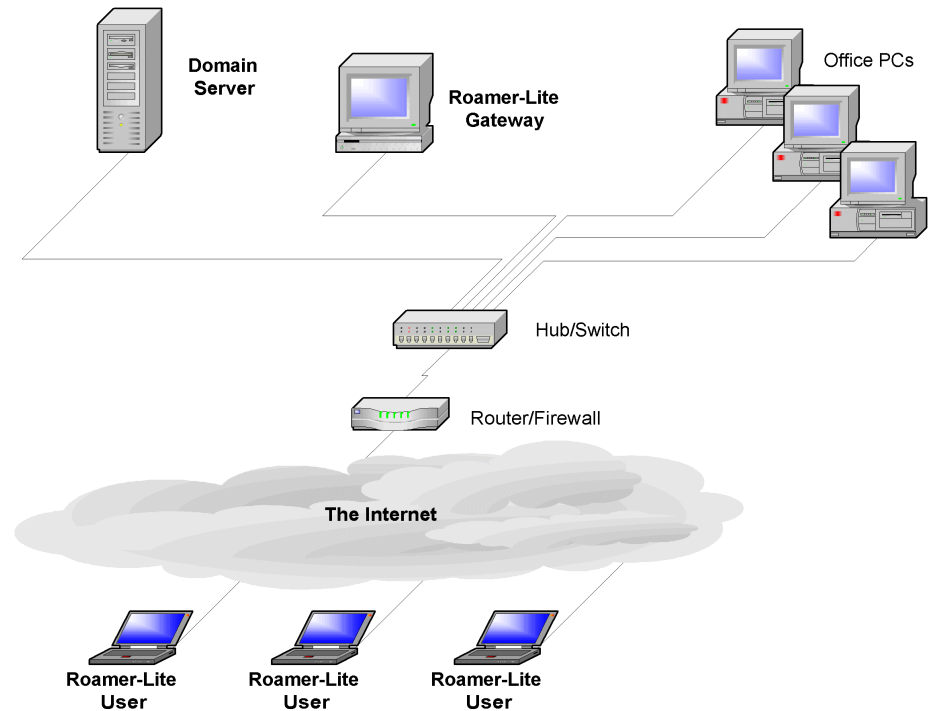 Domain
Server
Roamer-Lite
Gateway
Office PCs
Hub/Switch
Router/Firewall
The Internet
Roamer-Lite
User
Roamer-Lite
User
Roamer-Lite
User